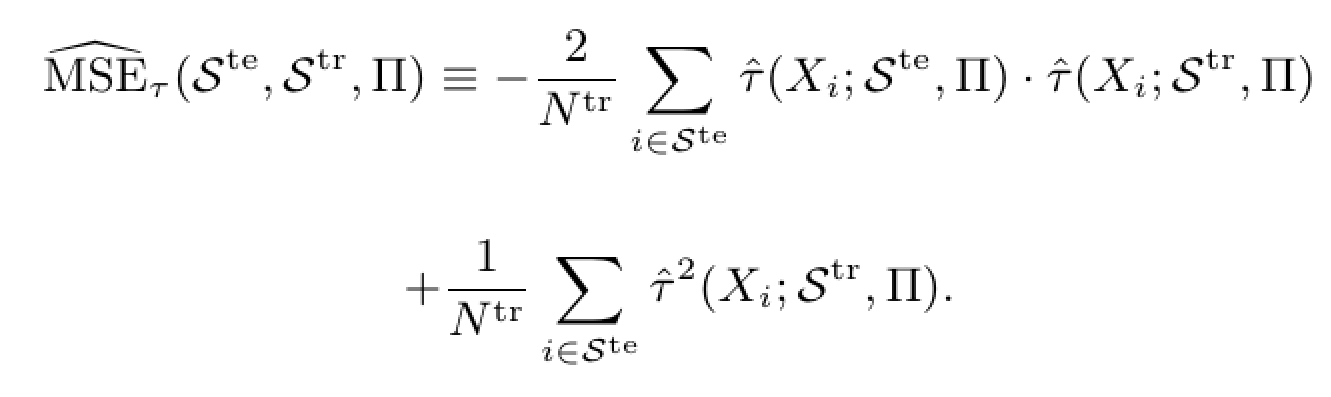 $\widehat{\mathrm{MSE}}_{\tau}(\mathcal{S}^{\mathrm{te}}, \mathcal{S}^{\mathrm{tr}}, \Pi) \equiv -\frac{2}{N^{\mathrm{tr}}} \sum_{i \in \mathcal{S}^{\mathrm{te}}} \hat{\tau}(X_i; \mathcal{S}^{\mathrm{te}}, \Pi) \cdot \hat{\tau}(X_i; \mathcal{S}^{\mathrm{tr}}, \Pi)$
$+ \frac{1}{N^{\mathrm{tr}}} \sum_{i \in \mathcal{S}^{\mathrm{te}}} \hat{\tau}^2(X_i; \mathcal{S}^{\mathrm{tr}}, \Pi).$